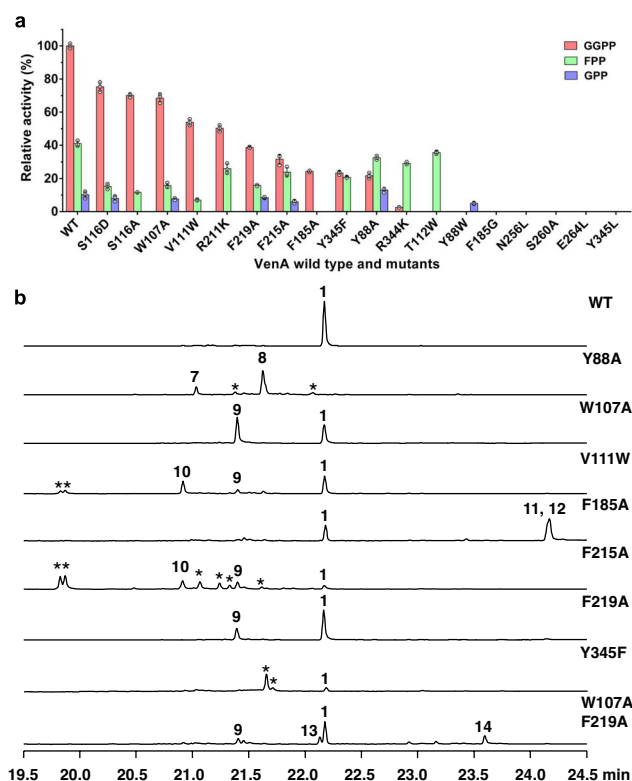 a
100
80
60
40
20
0
Relative activity (%)
GGPP
FPP
GPP
WT
S116D
S116A
W107A
V111W
R211K
F219A
F215A
F185A
Y345F
Y88A
R344K
T112W
Y88W
F185G
N256L
S260A
E264L
Y345L
VenA wild type and mutants
b
1
WT
7 * 8 *
Y88A
9 1
W107A
** 10 9 1
V111W
1 11, 12
F185A
** 10 * * * 9 * 1
F215A
9 1
F219A
* * 1
Y345F
9 13 1 14
W107A
F219A
19.5 20.0 20.5 21.0 21.5 22.0 22.5 23.0 23.5 24.0 24.5 min